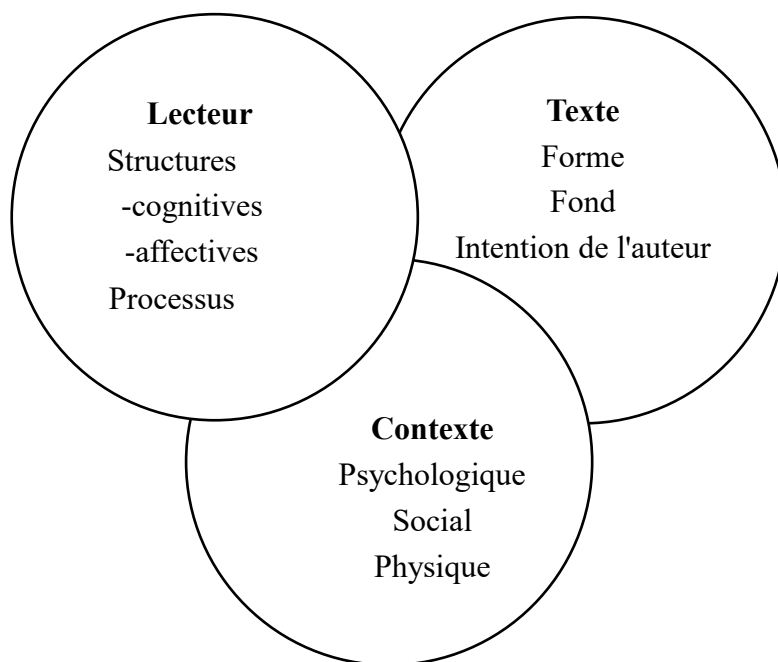 Lecteur
Structures
-cognitives
-affectives
Processus
Texte
Forme
Fond
Intention de l'auteur
Contexte
Psychologique
Social
Physique